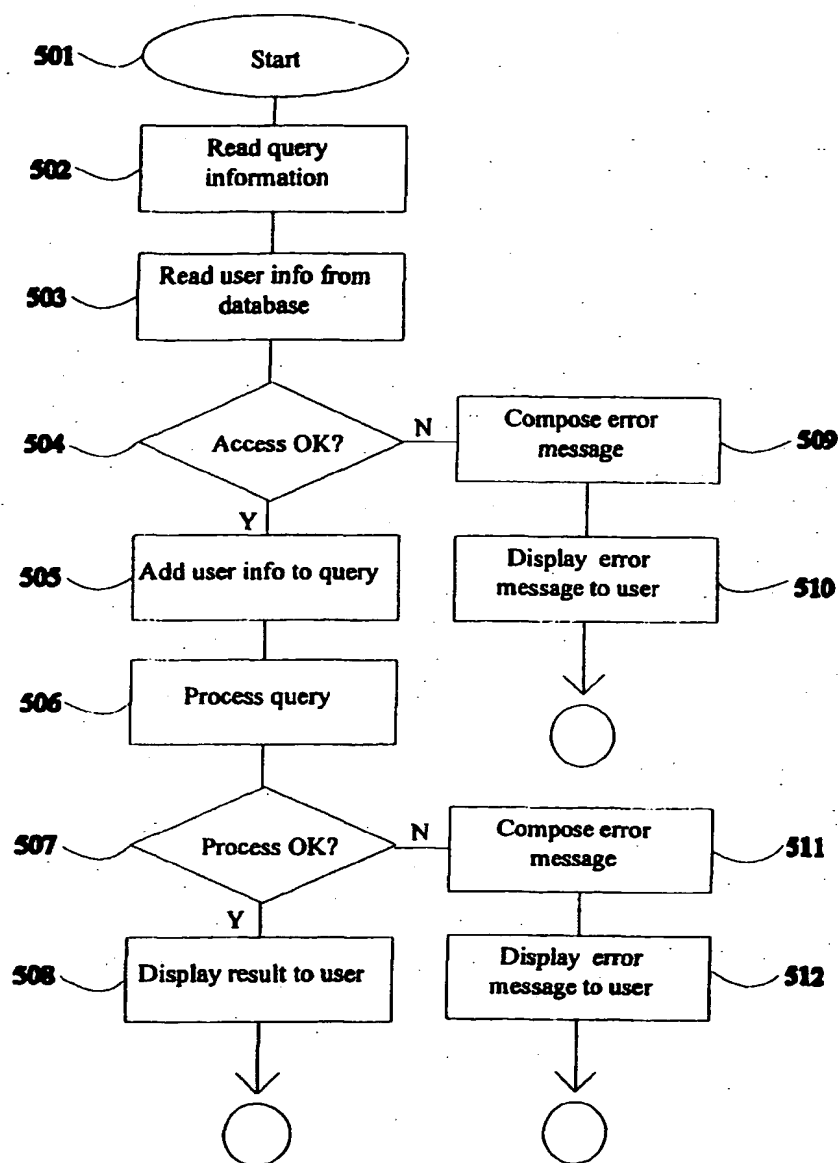 501
Start
502
Read query
information
503
Read user info from
database
504
Access OK?
N
Compose error
message
509
Y
505
Add user info to query
Display error
message to user
510
506
Process query
507
Process OK?
N
Compose error
message
511
Y
508
Display result to user
Display error
message to user
512